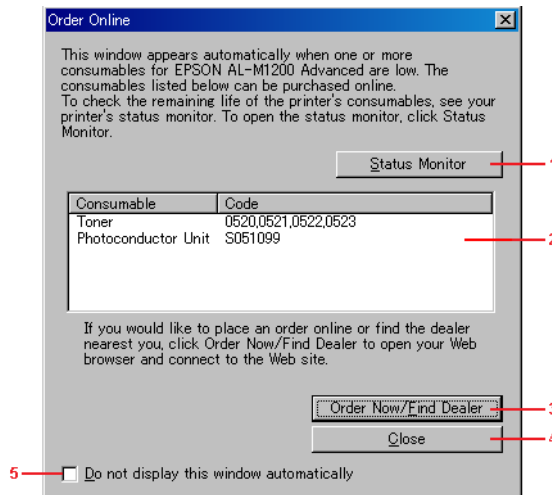 Order Online
This window appears automatically when one or more
consumables for EPSON AL-M1200 Advanced are low. The
consumables listed below can be purchased online.
To check the remaining life of the printer's consumables, see your
printer's status monitor. To open the status monitor, click Status
Monitor.
Status Monitor 1
Consumable Code
Toner 0520,0521,0522,0523
Photoconductor Unit S051099
2
If you would like to place an order online or find the dealer
nearest you, click Order Now/Find Dealer to open your Web
browser and connect to the Web site.
Order Now/Find Dealer 3
Close 4
5 Do not display this window automatically